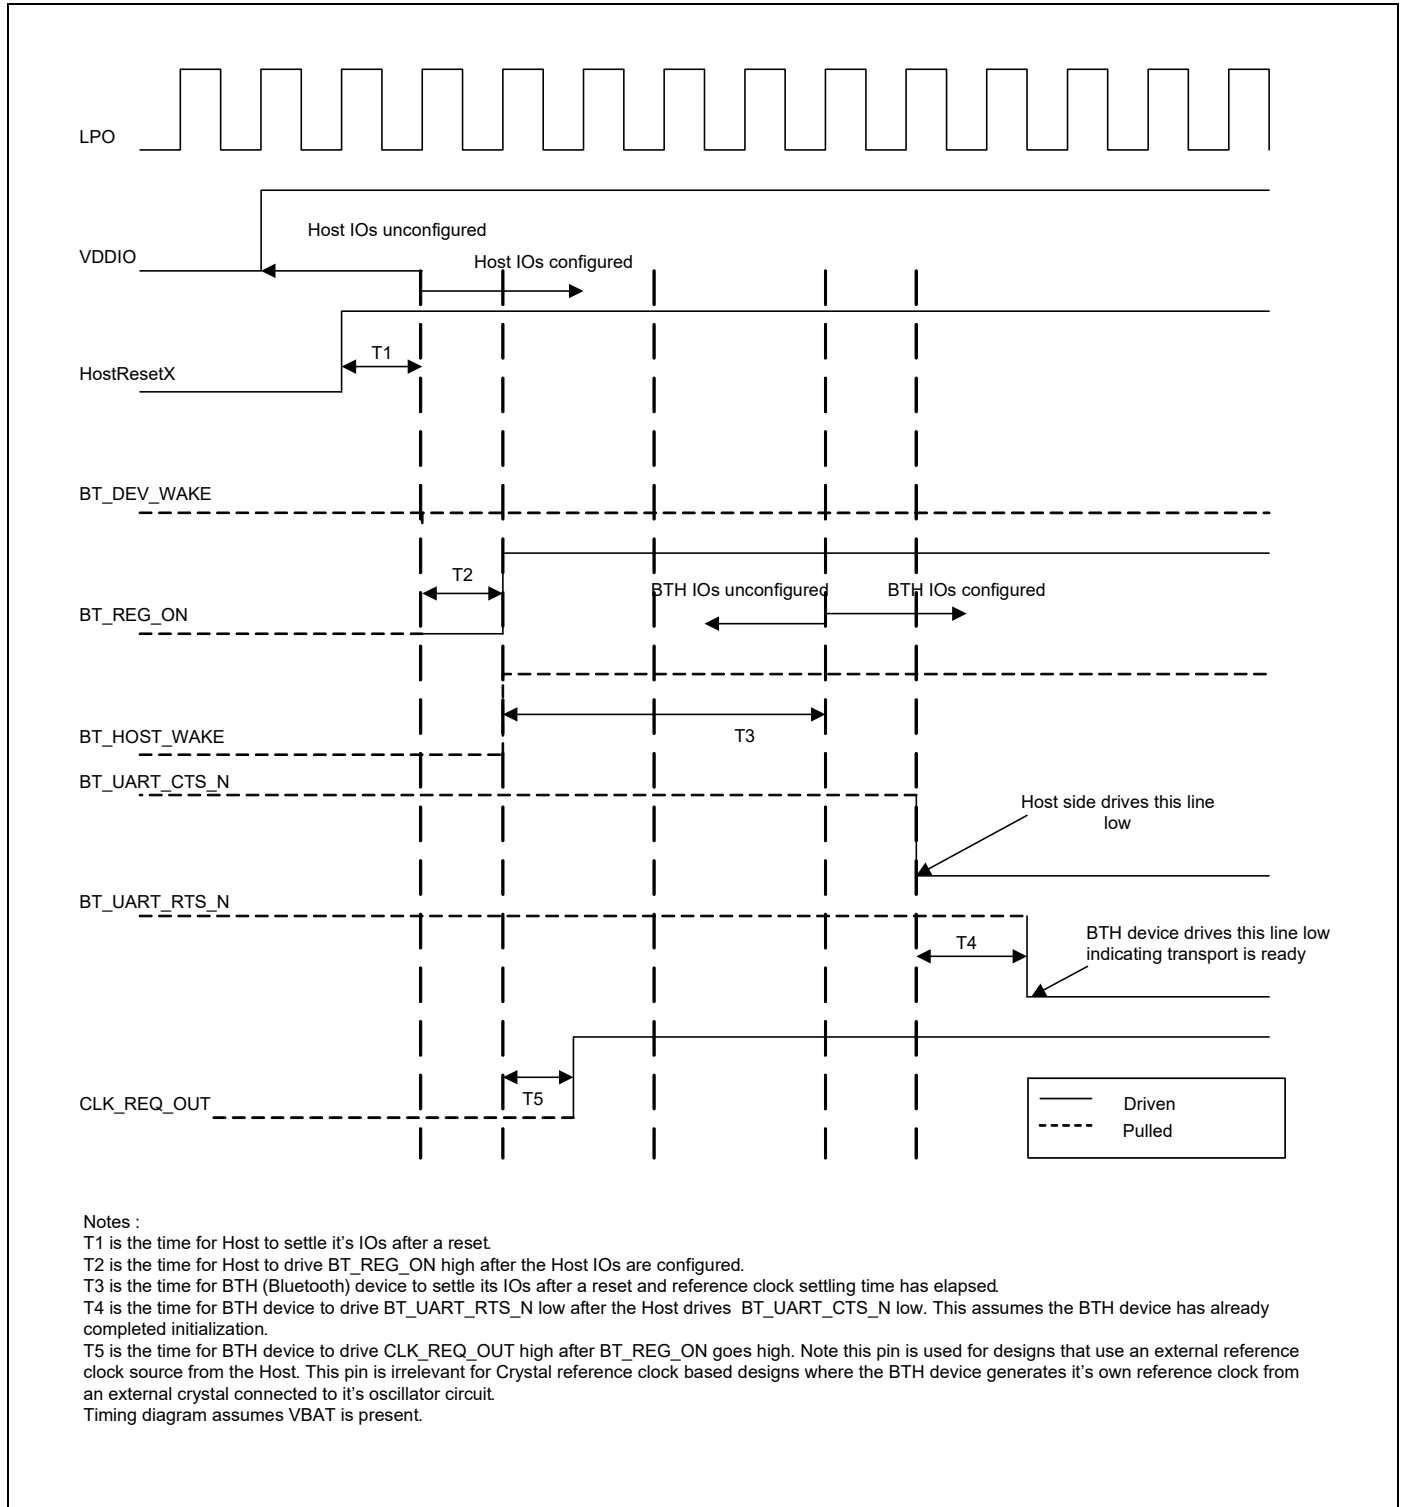 LPO
Host IOs unconfigured
VDDIO
Host IOs configured
T1
HostResetX
BT_DEV_WAKE
T2
BTH IOs unconfigured
BTH IOs configured
BT_REG_ON
T3
BT_HOST_WAKE
BT_UART_CTS_N
Host side drives this line
low
BT_UART_RTS_N
T4
BTH device drives this line low
indicating transport is ready
T5
CLK_REQ_OUT
Driven
Pulled
Notes :
T1 is the time for Host to settle it's IOs after a reset.
T2 is the time for Host to drive BT_REG_ON high after the Host IOs are configured.
T3 is the time for BTH (Bluetooth) device to settle its IOs after a reset and reference clock settling time has elapsed.
T4 is the time for BTH device to drive BT_UART_RTS_N low after the Host drives BT_UART_CTS_N low. This assumes the BTH device has already
completed initialization.
T5 is the time for BTH device to drive CLK_REQ_OUT high after BT_REG_ON goes high. Note this pin is used for designs that use an external reference
clock source from the Host. This pin is irrelevant for Crystal reference clock based designs where the BTH device generates it's own reference clock from
an external crystal connected to it's oscillator circuit.
Timing diagram assumes VBAT is present.